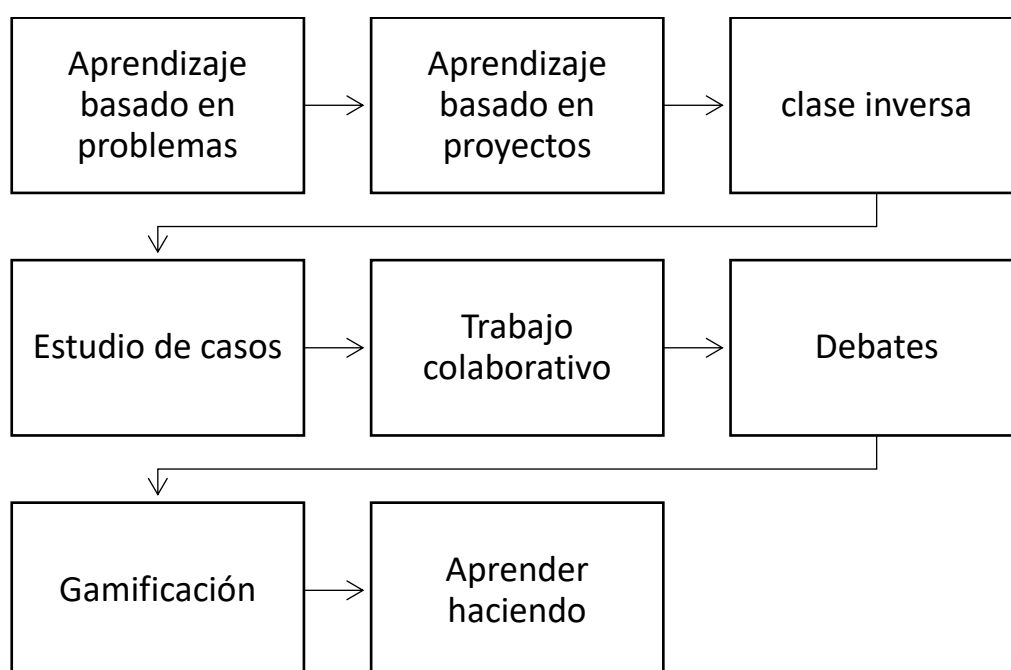 Aprendizaje
basado en
problemas
Aprendizaje
basado en
proyectos
clase inversa
Estudio de casos
Trabajo
colaborativo
Debates
Gamificación
Aprender
haciendo